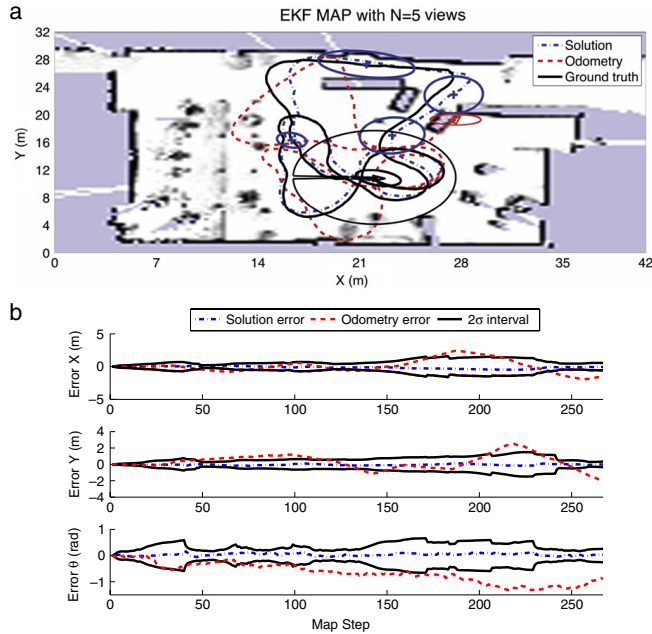 a
EKF MAP with N=5 views
Solution
Odometry
Ground truth
Y (m)
32
28
24
20
16
12
8
4
0
0 7 14 21 28 35 42
X (m)
b
Solution error Odometry error 2σ interval
Error X (m)
5
0
−5
0 50 100 150 200 250
Error Y (m)
4
2
0
−2
−4
0 50 100 150 200 250
Error θ (rad)
1
0
−1
0 50 100 150 200 250
Map Step